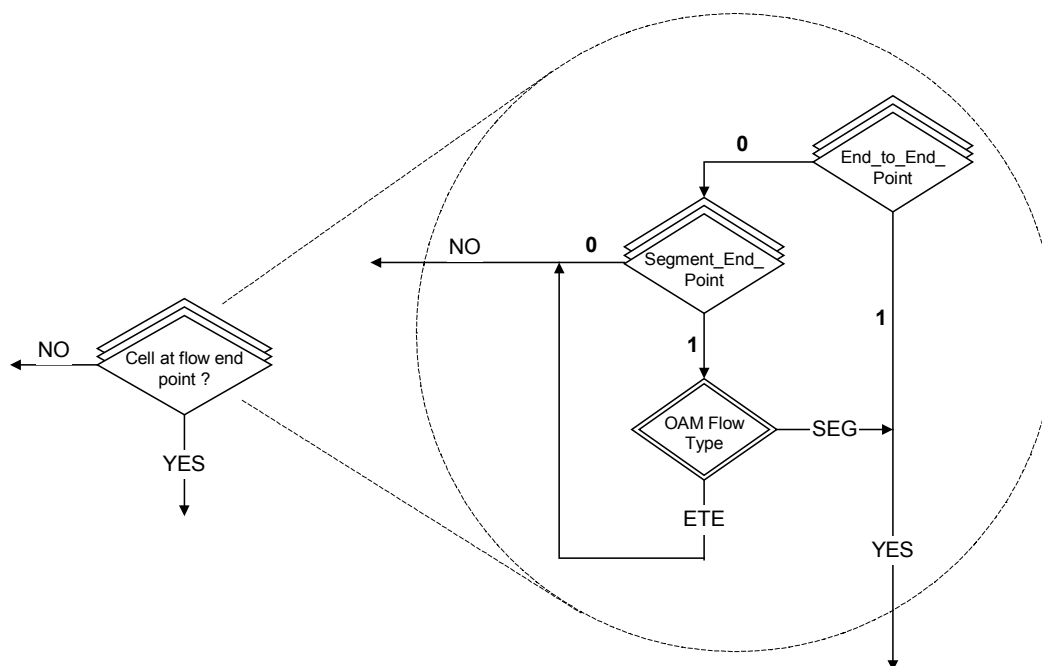 0
End_to_End_
Point
NO
0
Segment_End_
Point
1
1
NO
Cell at flow end
point ?
OAM Flow
Type
SEG
YES
ETE
YES